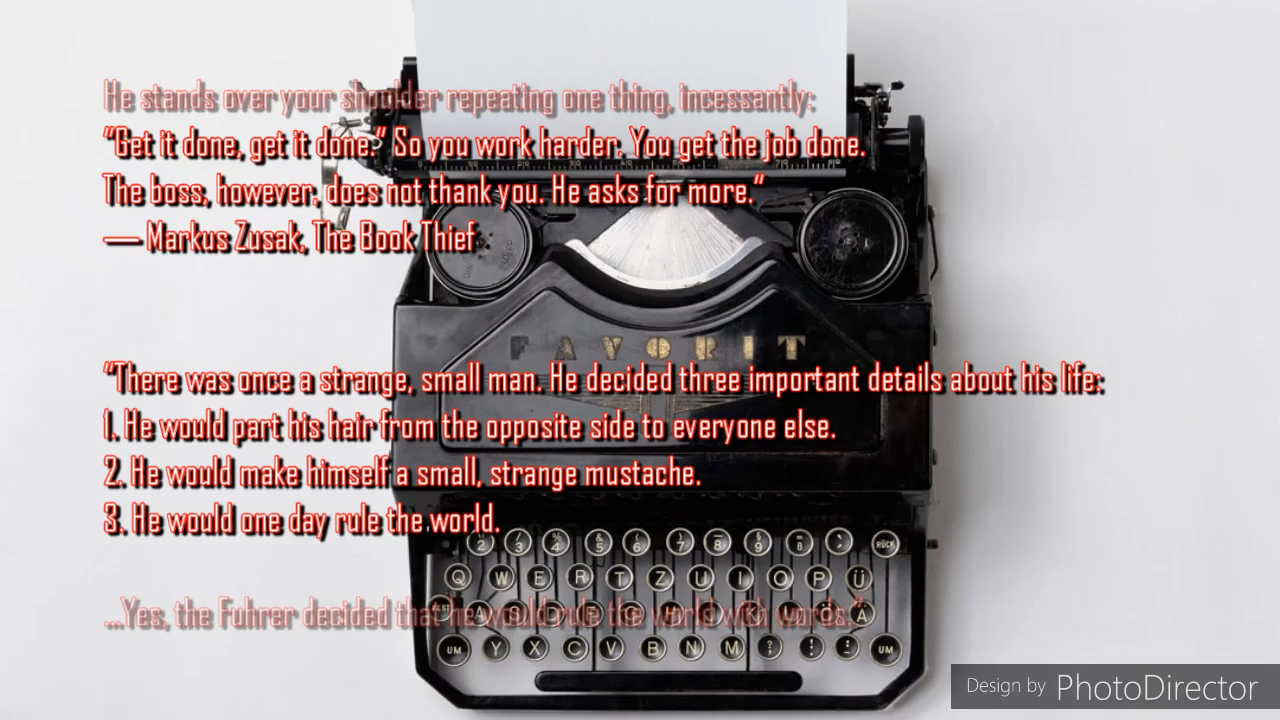 He stands over your shoulder repeating one thing, incessantly:
“Get it done, get it done.” So you work harder. You get the job done.
The boss, however, does not thank you. He asks for more.”
― Markus Zusak, The Book Thief
FAVORIT
“There was once a strange, small man. He decided three important details about his life:
1. He would part his hair from the opposite side to everyone else.
2. He would make himself a small, strange mustache.
3. He would one day rule the world.
RÜCK
Q W E R T Z U I O P Ü
...Yes, the Fuhrer decided that he would rule the world with words.”
UM Y X C V B N M UM
Design by PhotoDirector